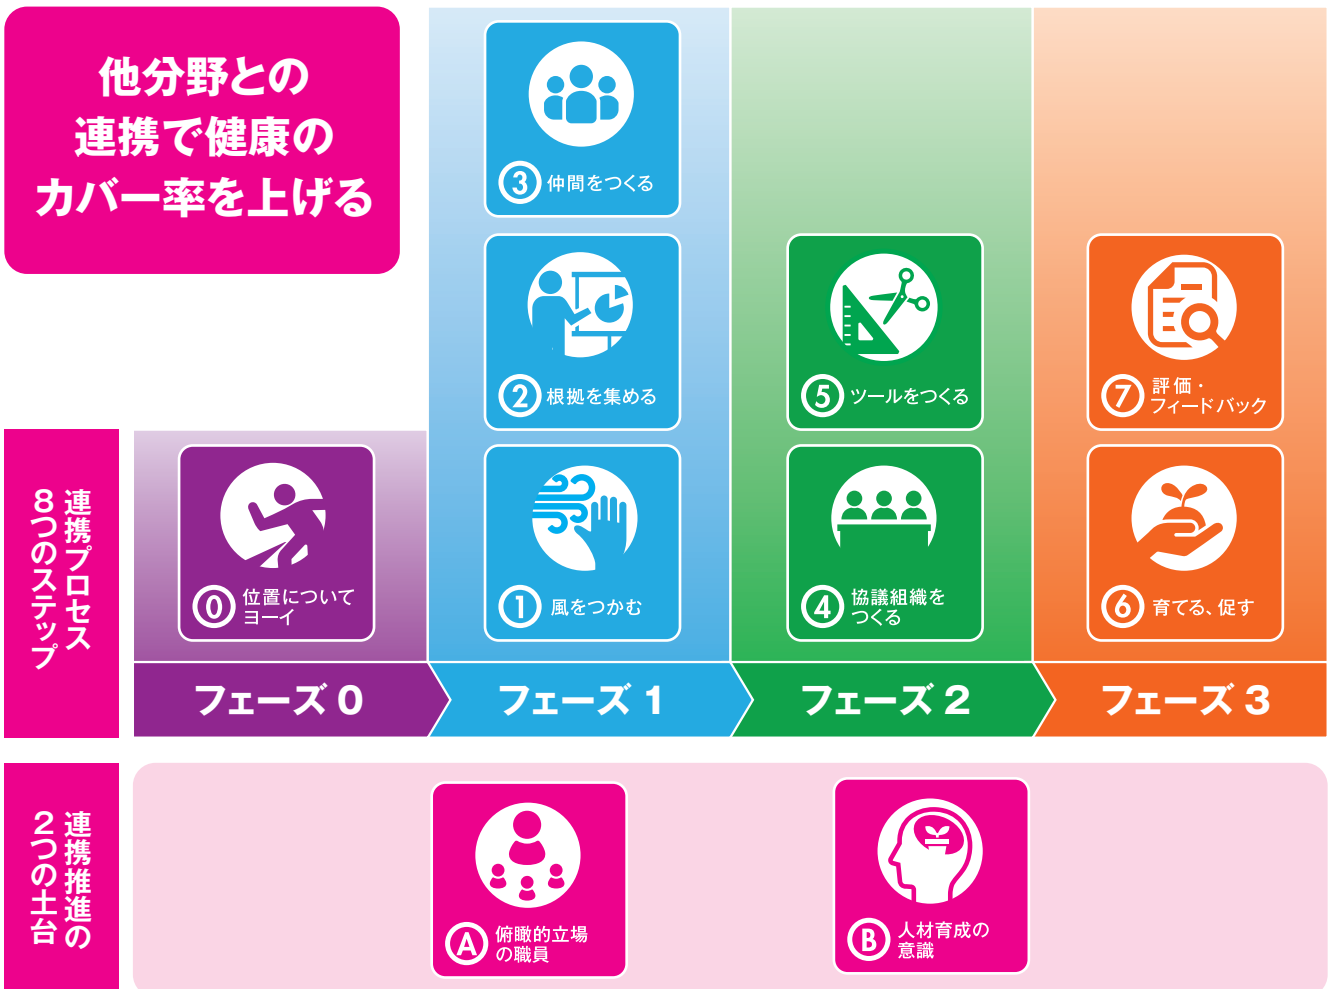 他分野との
連携で健康の
カバー率を上げる
連携プロセス
8つのステップ
0 位置について
ヨーイ
3 仲間をつくる
2 根拠を集める
1 風をつかむ
5 ツールをつくる
4 協議組織を
つくる
7 評価・
フィードバック
6 育てる、促す
フェーズ 0
フェーズ 1
フェーズ 2
フェーズ 3
連携推進の
2つの土台
A 俯瞰的立場
の職員
B 人材育成の
意識